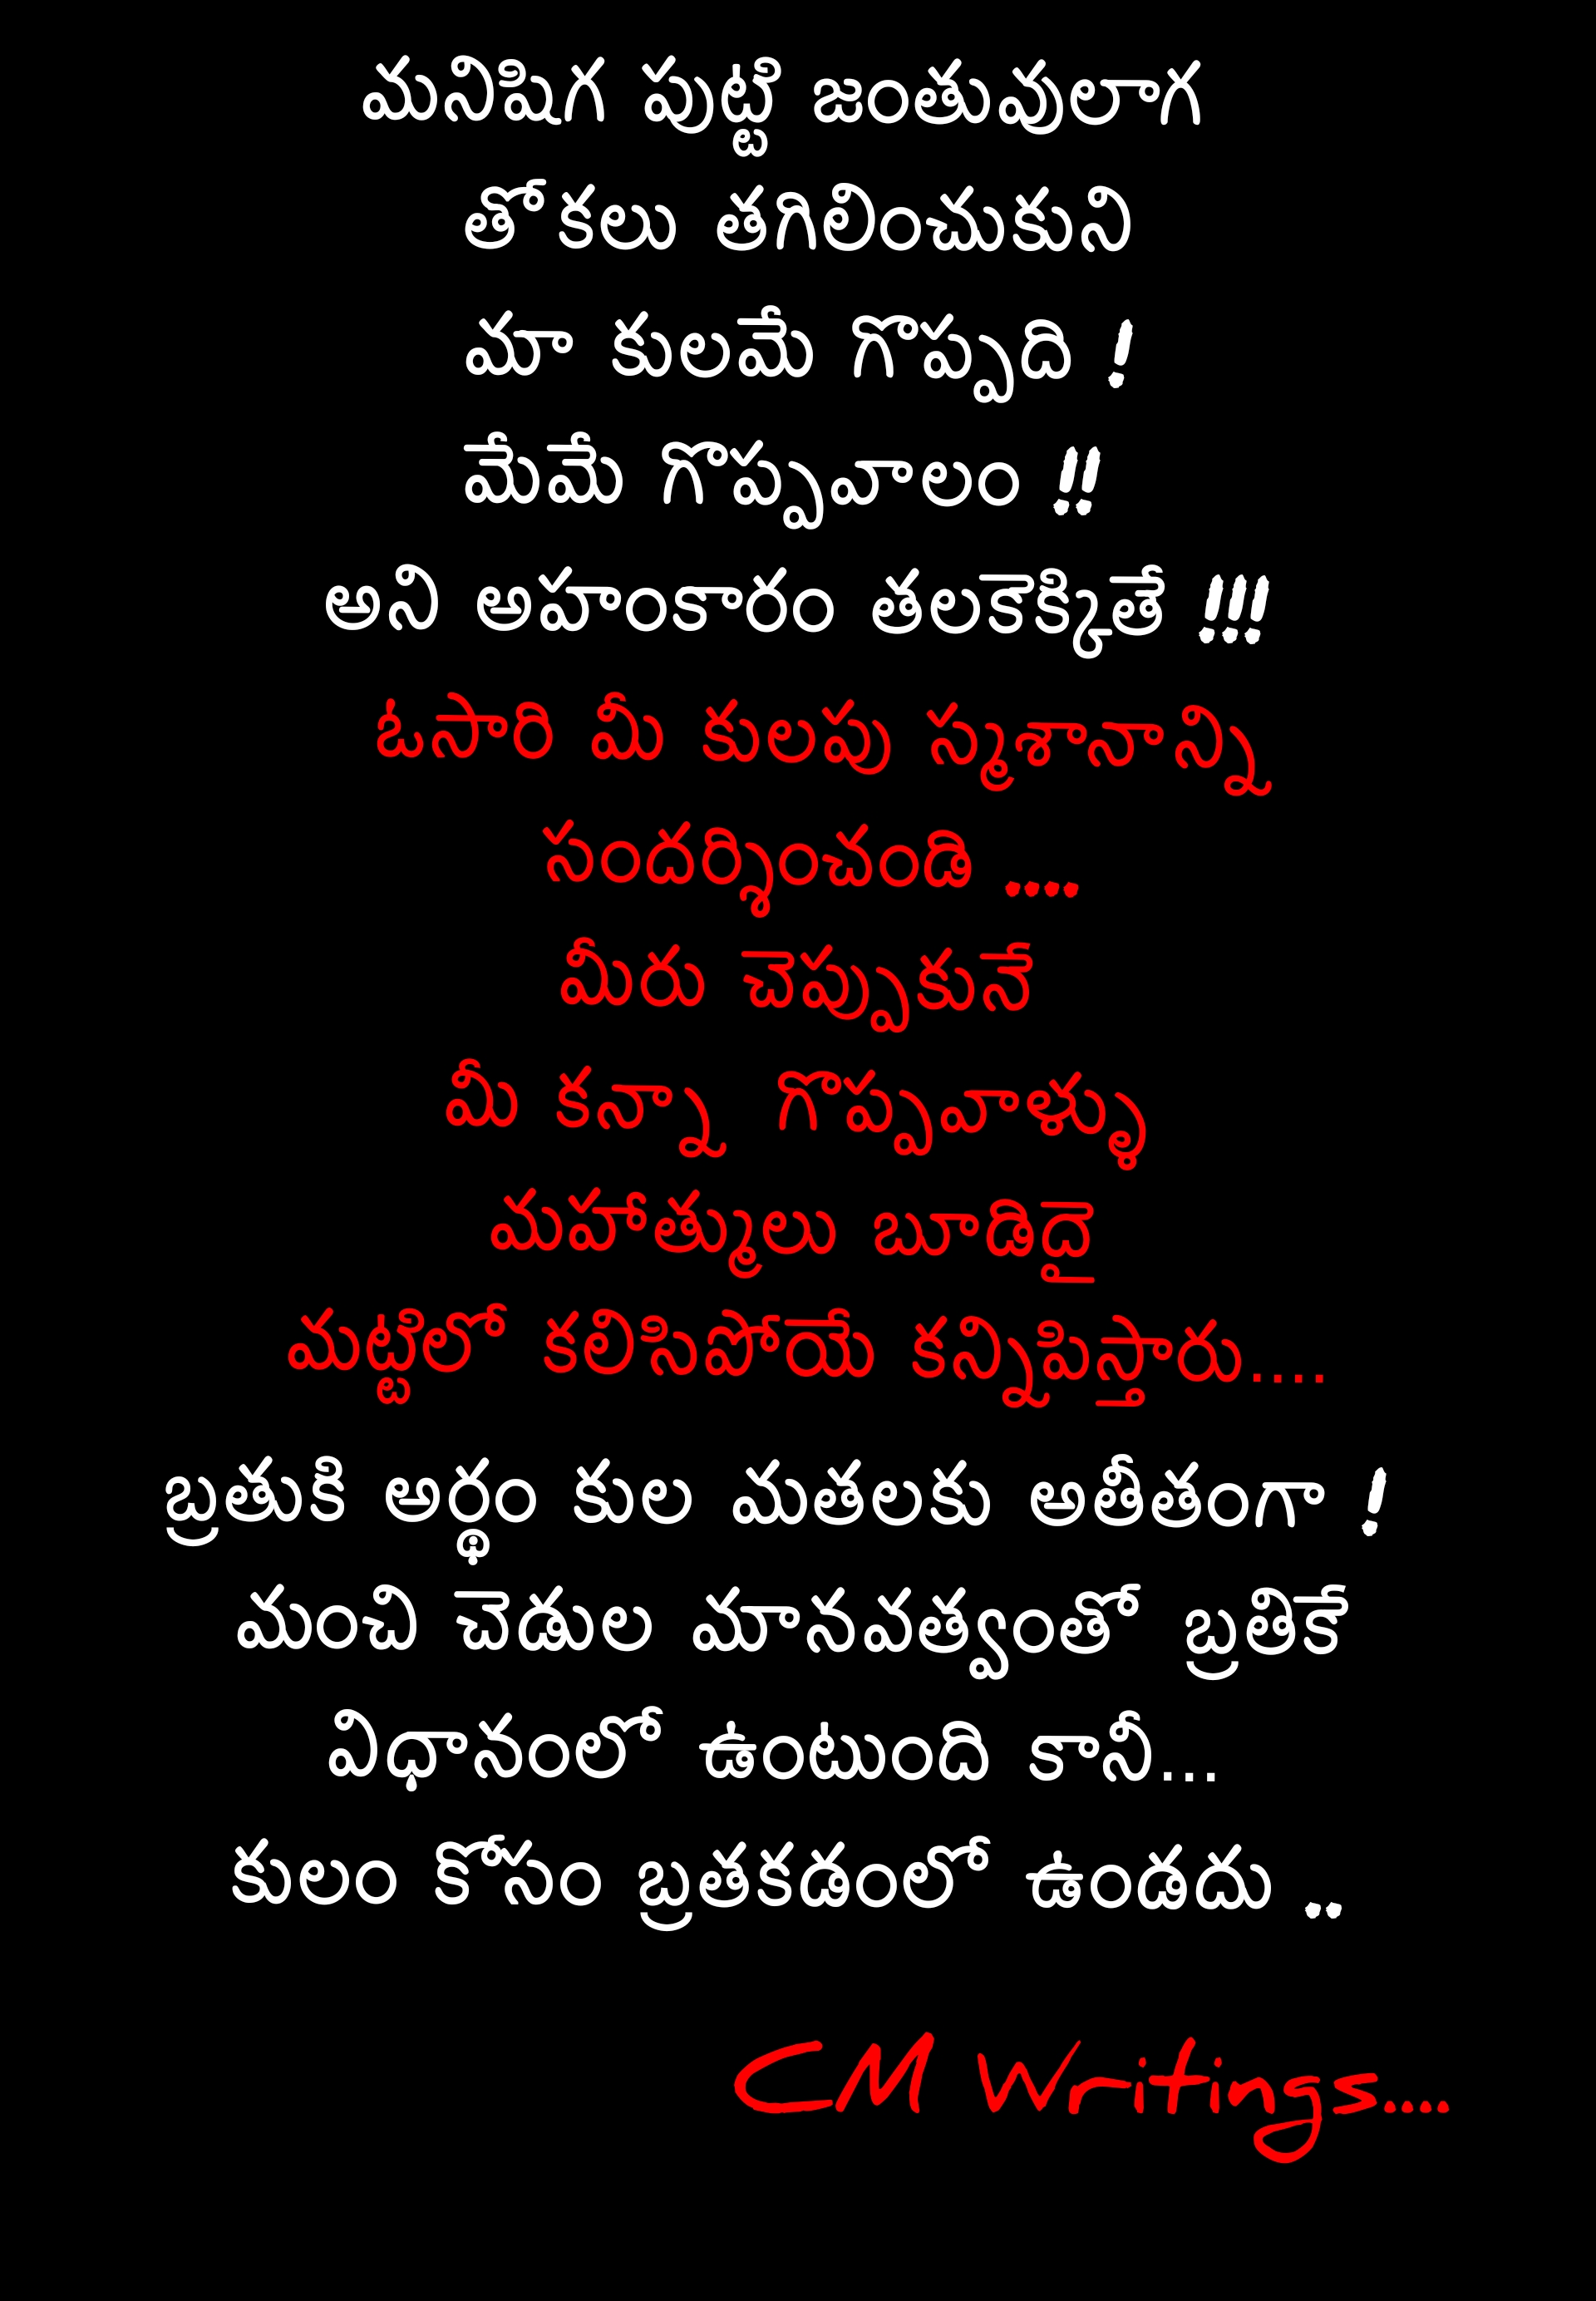 మనిషిగ పుట్టి జంతువులాగ
తోకలు తగిలించుకుని
మా కులమే గొప్పది !
మేమే గొప్పవాలం !!
అని అహంకారం తలకెక్కితే !!!
ఓసారి మీ కులపు స్మశానాన్ని
సందర్శించండి ....
మీరు చెప్పుకునే
మీ కన్నా గొప్పవాళ్ళు
మహాత్ములు బూడిదై
మట్టిలో కలిసిపోయే కన్నిపిస్తారు....
బ్రతుకి అర్థం కుల మతలకు అతీతంగా !
మంచి చెడుల మానవత్వంతో బ్రతికే
విధానంలో ఉంటుంది కానీ...
కులం కోసం బ్రతకడంలో ఉండదు ..
CM Writings....